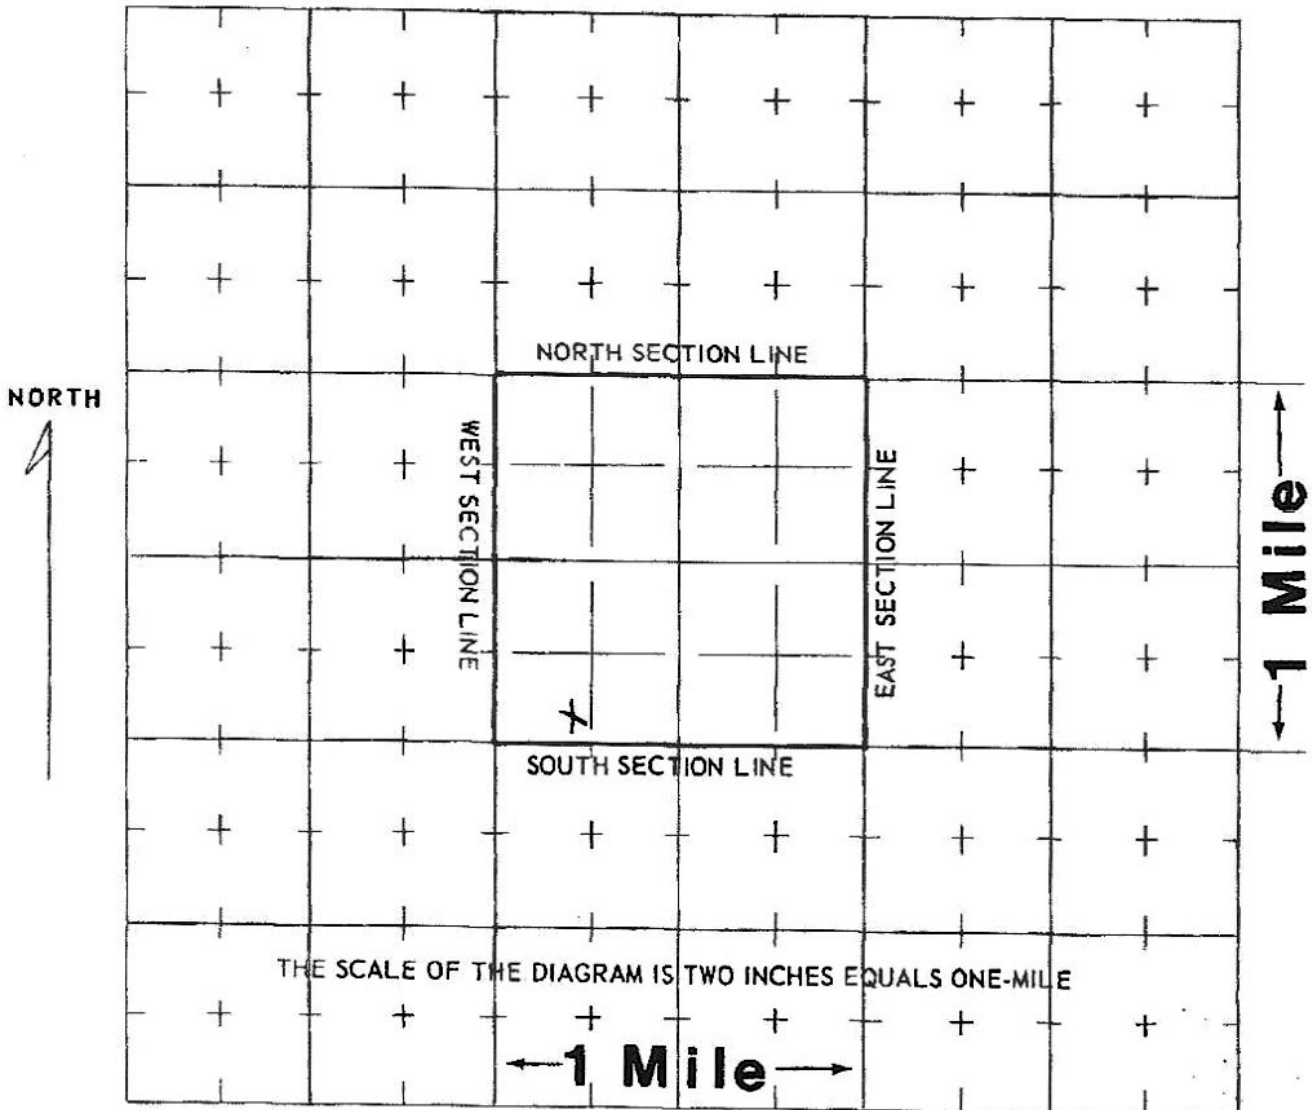 NORTH SECTION LINE
NORTH
WEST SECTION LINE
EAST SECTION LINE
1 Mile
X
SOUTH SECTION LINE
THE SCALE OF THE DIAGRAM IS TWO INCHES EQUALS ONE-MILE
1 Mile